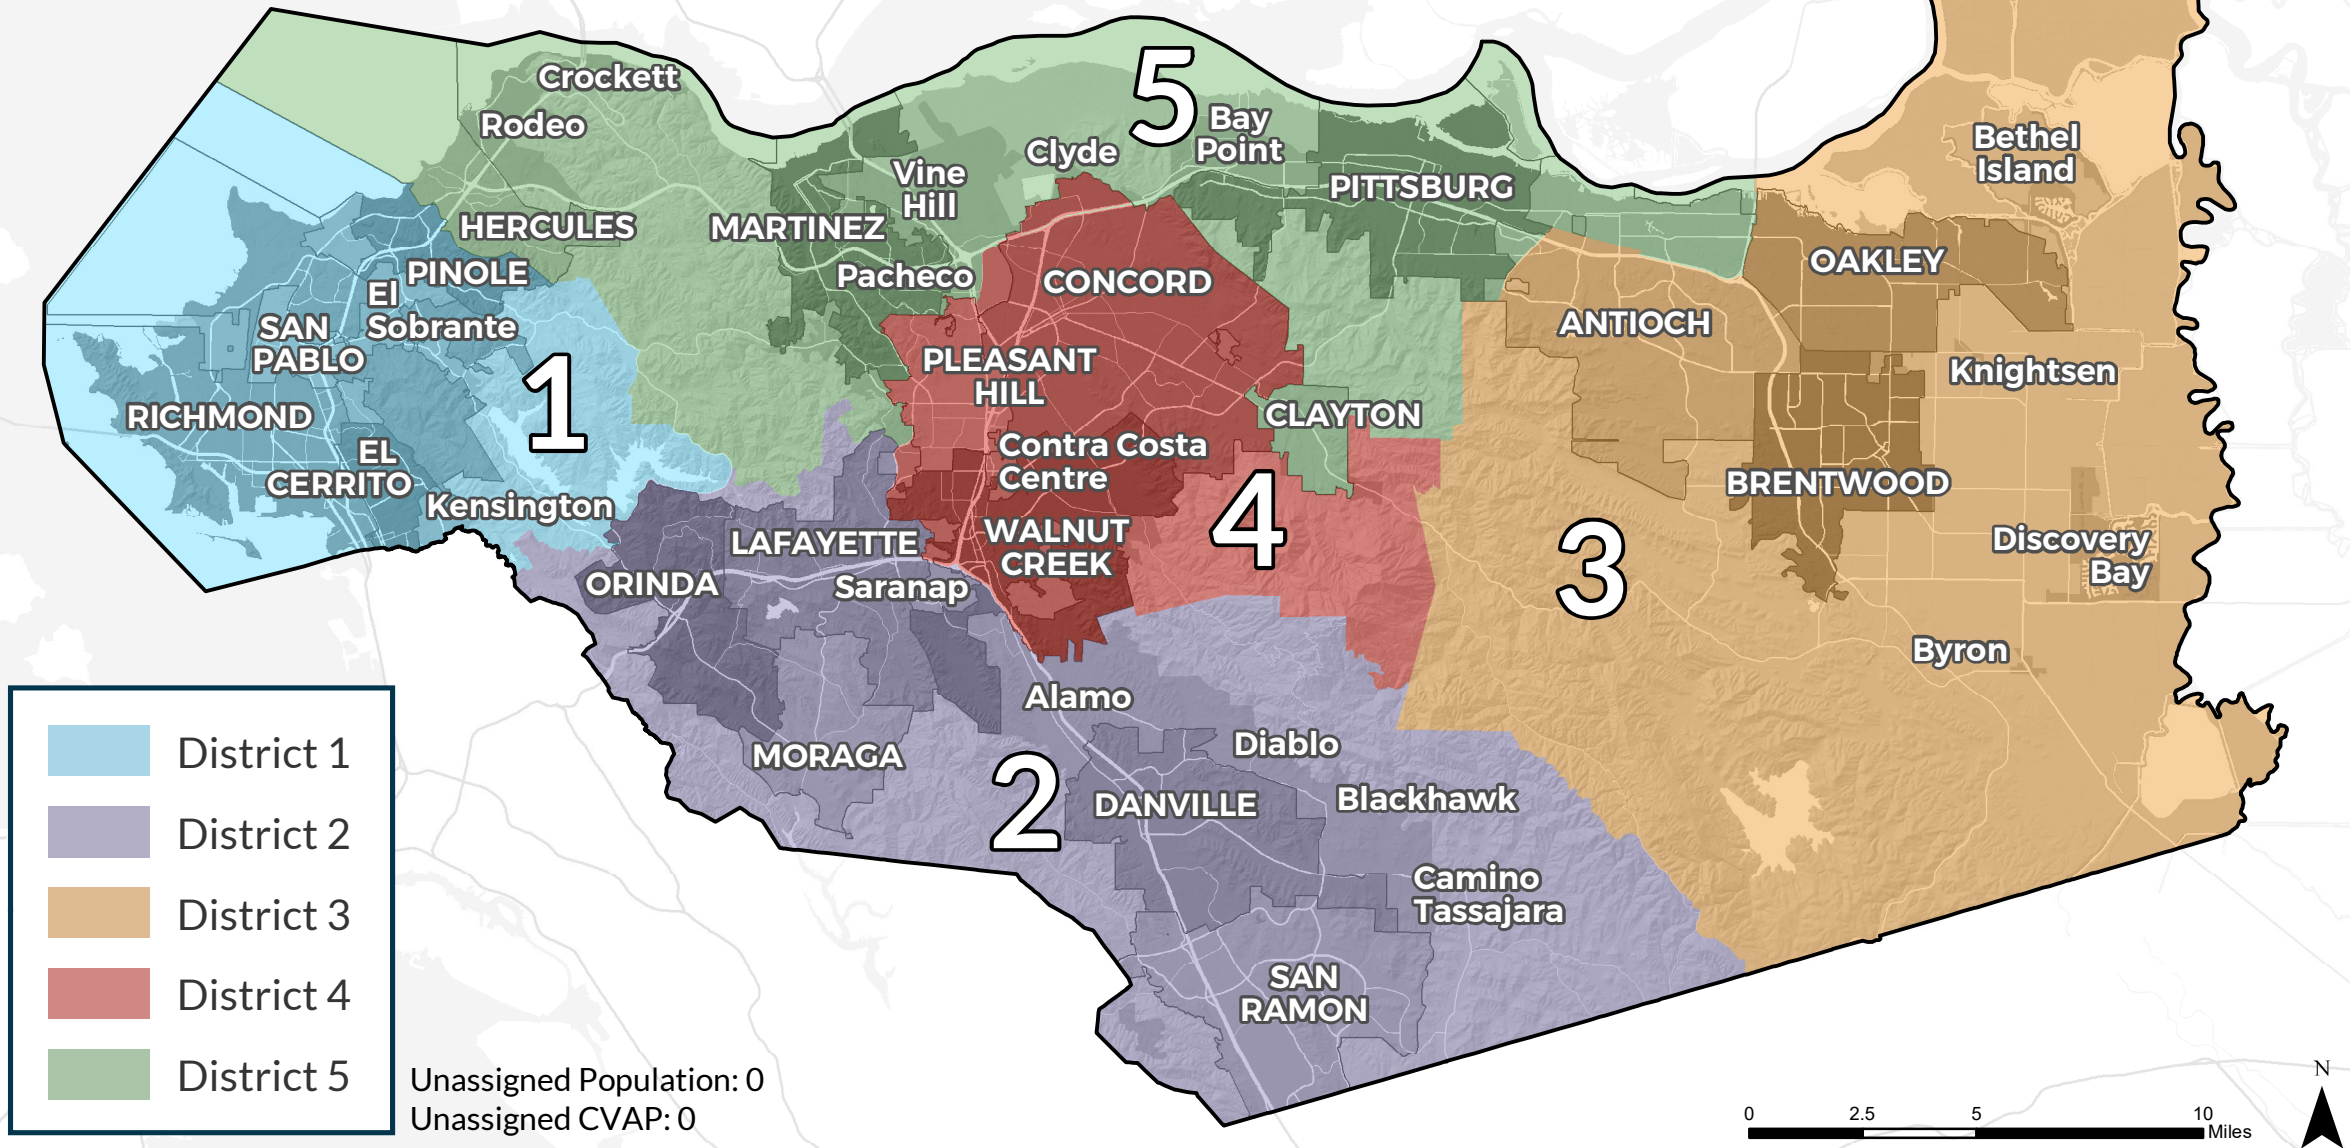 Crockett
Rodeo
5
Bay
Point
Clyde
Vine
Hill
Bethel
Island
PITTSBURG
HERCULES
MARTINEZ
PINOLE
Pacheco
CONCORD
OAKLEY
El
Sobrante
SAN
PABLO
ANTIOCH
PLEASANT
HILL
Knightsen
1
RICHMOND
CLAYTON
EL
CERRITO
Contra Costa
Centre
BRENTWOOD
Kensington
4
LAFAYETTE
WALNUT
CREEK
3
Discovery
Bay
ORINDA
Saranap
Byron
Alamo
MORAGA
Diablo
2
DANVILLE
Blackhawk
Camino
Tassajara
SAN
RAMON
District 1
District 2
District 3
District 4
District 5
Unassigned Population: 0
Unassigned CVAP: 0
0 2.5 5 10
Miles
N